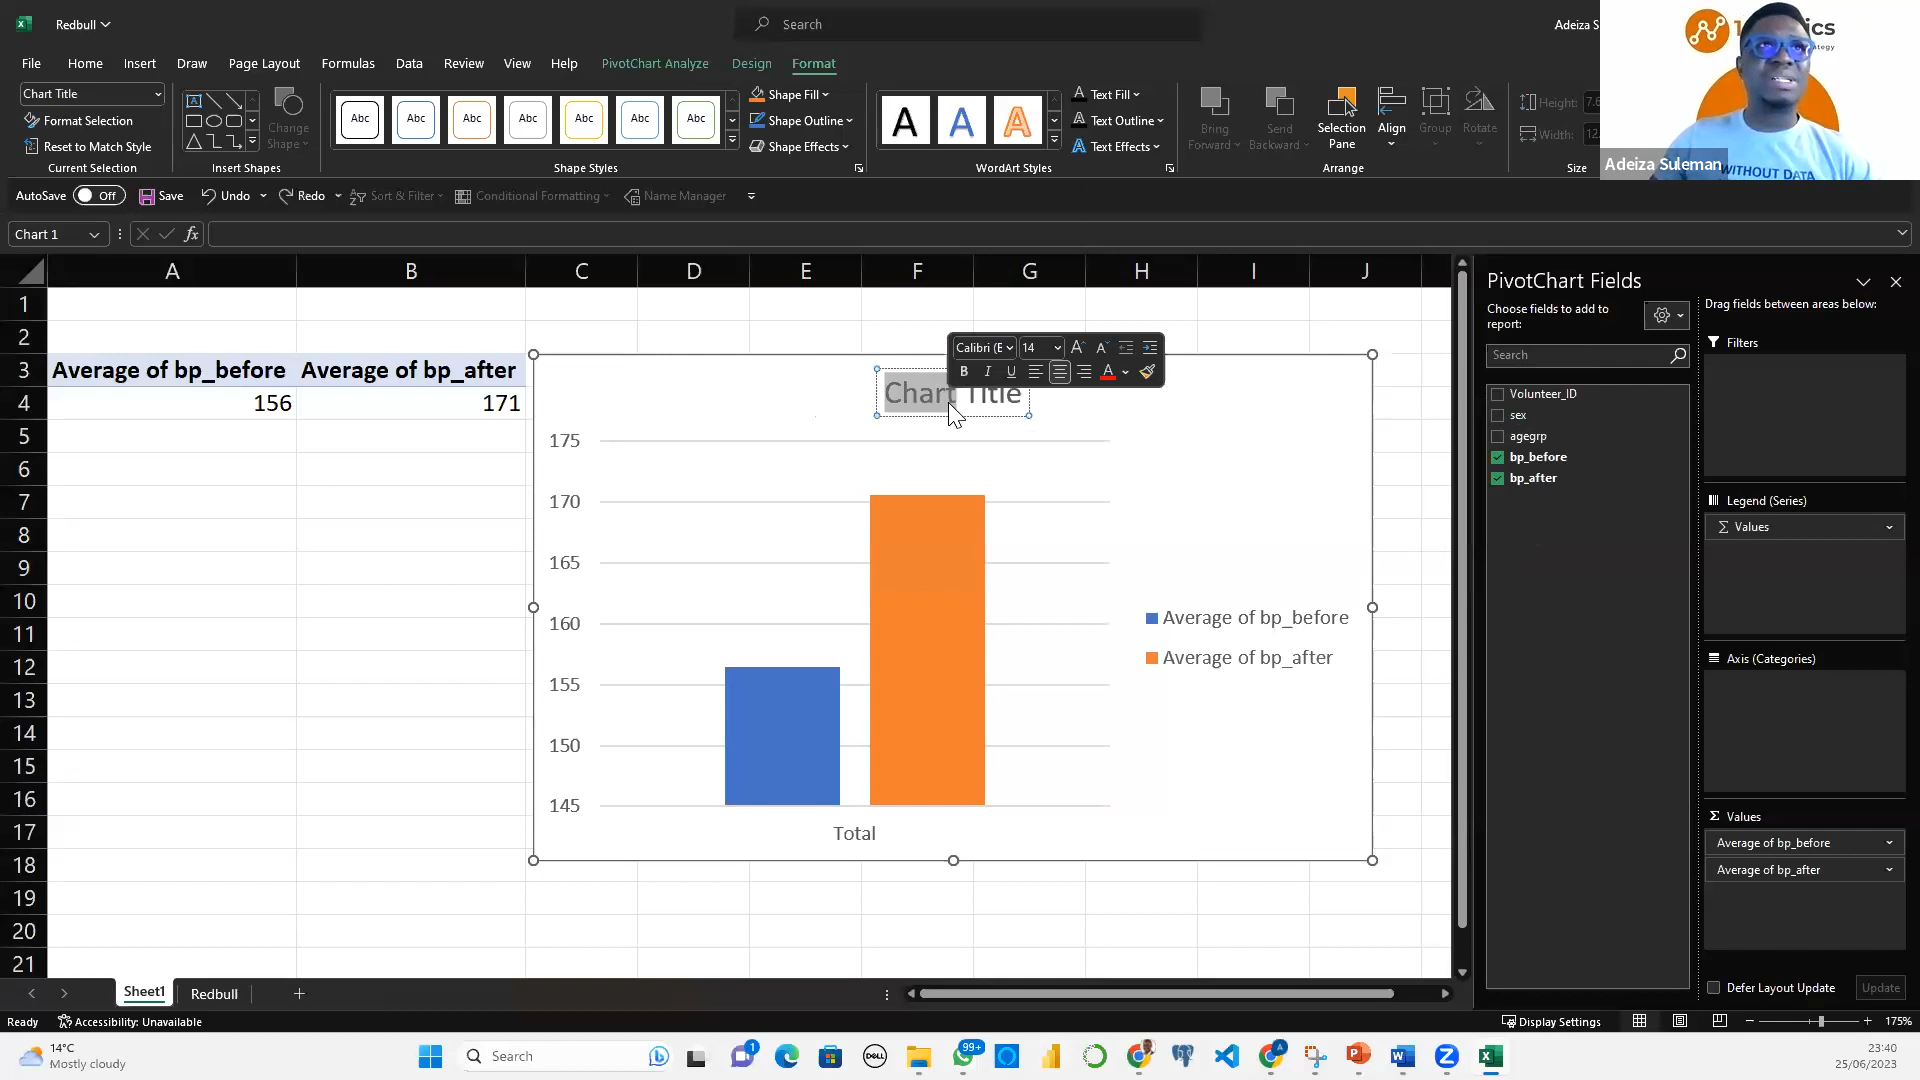 Redbull
Search
Adeiza S
File Home Insert Draw Page Layout Formulas Data Review View Help PivotChart Analyze Design Format
Chart Title
Format Selection
Reset to Match Style
Current Selection
Change
Shape
Insert Shapes
Abc Abc Abc Abc Abc Abc Abc
Shape Fill
Shape Outline
Shape Effects
Shape Styles
A A A
Text Fill
Text Outline
Text Effects
WordArt Styles
Bring
Forward
Send
Backward
Selection
Pane
Align
Group
Rotate
Arrange
Height:
Width:
Size
Adeiza Suleman
WITHOUT DATA
AutoSave Off Save Undo Redo Sort & Filter Conditional Formatting Name Manager
Chart 1
fx
A B C D E F G H I J
1
2
3 Average of bp_before Average of bp_after
4 156 171
5
6
7
8
9
10
11
12
13
14
15
16
17
18
19
20
21
Calibri (E 14
B I U A
Chart Title
175
170
165
160
155
150
145
Total
Average of bp_before
Average of bp_after
PivotChart Fields
Choose fields to add to
report:
Search
Volunteer_ID
sex
agegrp
bp_before
bp_after
Drag fields between areas below:
Filters
Legend (Series)
Σ Values
Axis (Categories)
Σ Values
Average of bp_before
Average of bp_after
Defer Layout Update Update
Sheet1 Redbull
Ready Accessibility: Unavailable Display Settings 175%
14°C
Mostly cloudy
Search
1
DELL
99+
23:40
25/06/2023